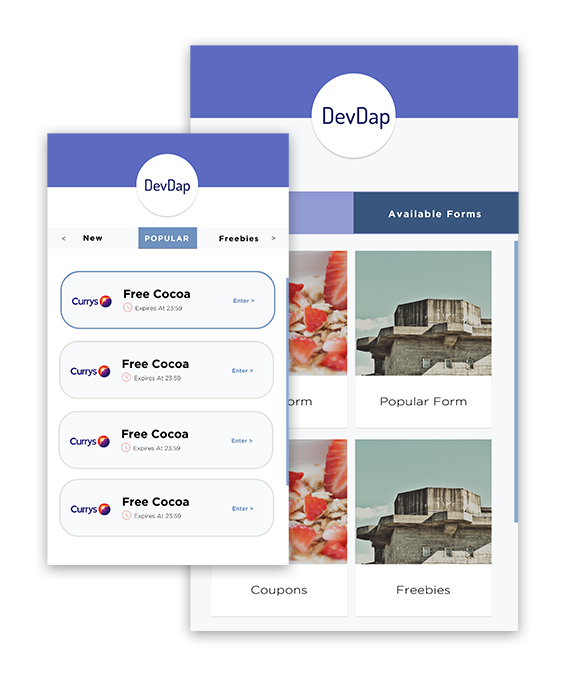 DevDap
Available Forms
orm
Popular Form
Coupons
Freebies
DevDap
< New POPULAR Freebies >
Currys Free Cocoa
Expires At 23:59
Enter >
Currys Free Cocoa
Expires At 23:59
Enter >
Currys Free Cocoa
Expires At 23:59
Enter >
Currys Free Cocoa
Expires At 23:59
Enter >